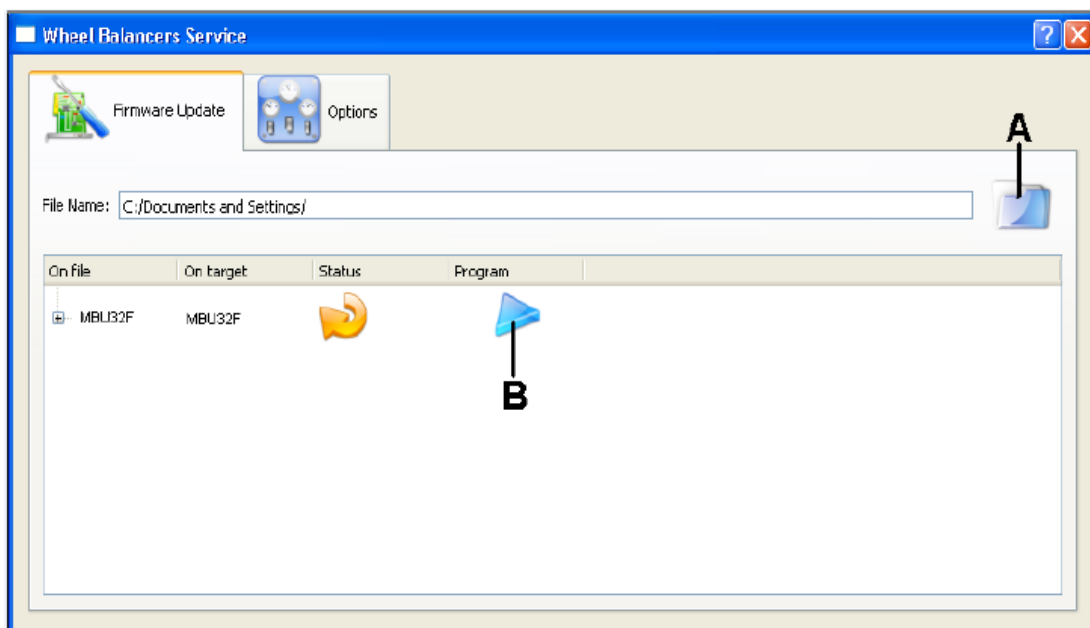 Wheel Balancers Service
Firmware Update
Options
A
File Name: C:/Documents and Settings/
On file On target Status Program
MBU32F MBU32F
B